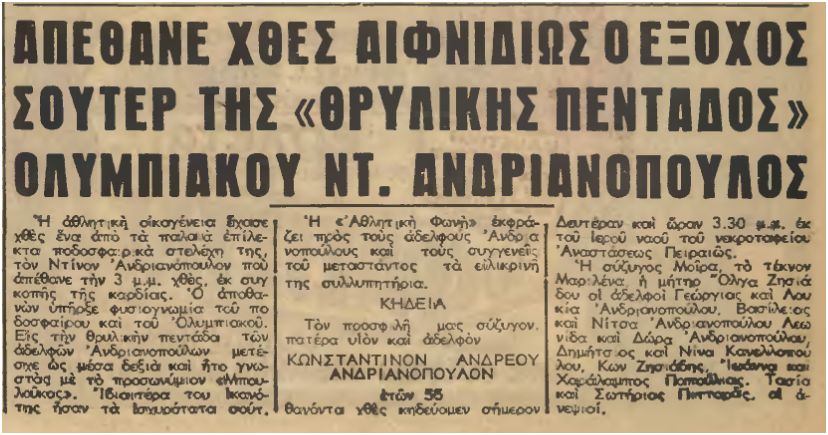 ΑΠΕΘΑΝΕ ΧΘΕΣ ΑΙΦΝΙΔΙΩΣ Ο ΕΞΟΧΟΣ
ΣΟΥΤΕΡ ΤΗΣ «ΘΡΥΛΙΚΗΣ ΠΕΝΤΑΔΟΣ»
ΟΛΥΜΠΙΑΚΟΥ ΝΤ. ΑΝΔΡΙΑΝΟΠΟΥΛΟΣ
Ἡ ἀθλητικὴ οἰκογένεια ἔχασε
χθὲς ἕνα ἀπὸ τὰ παλαιὰ ἐπίλε-
κτα ποδοσφαιρικὰ στελέχη της,
τὸν Ντίνον Ἀνδριανόπουλον ποὺ
ἀπέθανε τὴν 3 μ.μ. χθές, ἐκ συγ
κοπῆς τῆς καρδίας. Ὁ ἀποθα-
νὼν ὑπῆρξε φυσιογνωμία τοῦ πο
δοσφαίρου καὶ τοῦ Ὀλυμπιακοῦ.
Εἰς τὴν θρυλικὴν πεντάδα τῶν
ἀδελφῶν Ἀνδριανοπούλων μετέ-
σχε ὡς μέσα δεξιὰ καὶ ἦτο γνω-
στὰς μὲ τὸ προσωνύμιον «Μπου-
λούκος». Ἰδιαίτερα του ἱκανό-
της ἦσαν τὰ ἰσχυρότατα σούτ.
Ἡ «Ἀθλητικὴ Φωνὴ» ἐκφρά-
ζει πρὸς τοὺς ἀδελφοὺς Ἀνδρια
νοπούλους καὶ τοὺς συγγενεῖς
τοῦ μεταστάντος τὰ εἰλικρινῆ
της συλλυπητήρια.
ΚΗΔΕΙΑ
Τὸν προσφιλῆ μας σύζυγον,
πατέρα υἱὸν καὶ ἀδελφὸν
ΚΩΝΣΤΑΝΤΙΝΟΝ ΑΝΔΡΕΟΥ
ΑΝΔΡΙΑΝΟΠΟΥΛΟΝ
ἐτῶν 56
θανόντα χθὲς κηδεύομεν σήμερον
Δευτέραν καὶ ὥραν 3.30 μ.μ. ἐκ
τοῦ Ἱεροῦ ναοῦ τοῦ νεκροταφείου
Ἀναστάσεως Πειραιῶς.
Ἡ σύζυγος Μοῖρα, τὸ τέκνον
Μαριλένα, ἡ μήτηρ Ὄλγα Ζησιά
δου οἱ ἀδελφοὶ Γεώργιος καὶ Λου
κία Ἀνδριανοπούλου, Βασίλειος
καὶ Νίτσα Ἀνδριανοπούλου Λεω
νίδα καὶ Δώρα Ἀνδριανοπούλου,
Δημήτριος καὶ Νίνα Κανελλοπού
λου, Κων Ζησιάδης, Ἰωάννα καὶ
Χαράλαμπος Παπούλιας, Τασία
καὶ Σωτήριος οἱ ἀ-
νεψιοί.